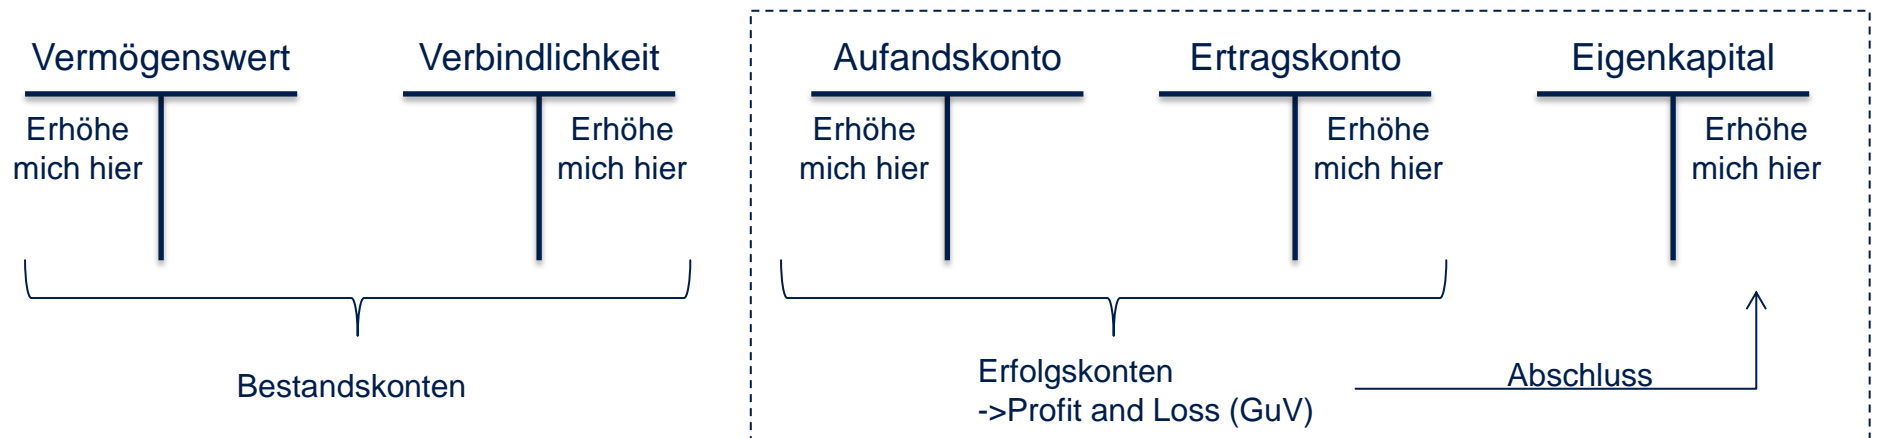 Vermögenswert
Verbindlichkeit
Aufandskonto
Ertragskonto
Eigenkapital
Erhöhe
mich hier
Erhöhe
mich hier
Erhöhe
mich hier
Erhöhe
mich hier
Erhöhe
mich hier
Bestandskonten
Erfolgskonten
->Profit and Loss (GuV)
Abschluss